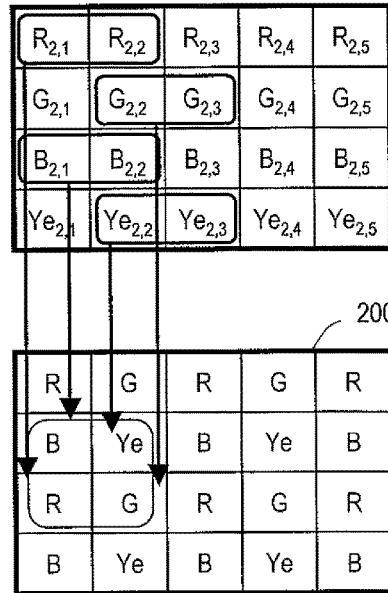 R2,1 R2,2 R2,3 R2,4 R2,5
G2,1 G2,2 G2,3 G2,4 G2,5
B2,1 B2,2 B2,3 B2,4 B2,5
Ye2,1 Ye2,2 Ye2,3 Ye2,4 Ye2,5
200
R G R G R
B Ye B Ye B
R G R G R
B Ye B Ye B